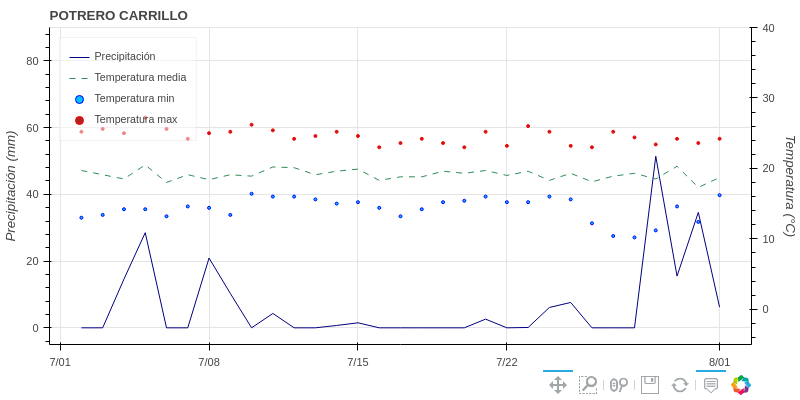 POTRERO CARRILLO
Precipitación
Temperatura media
Temperatura min
Temperatura max
Precipitación (mm)
80
60
40
20
0
Temperatura (°C)
40
30
20
10
0
7/01
7/08
7/15
7/22
8/01